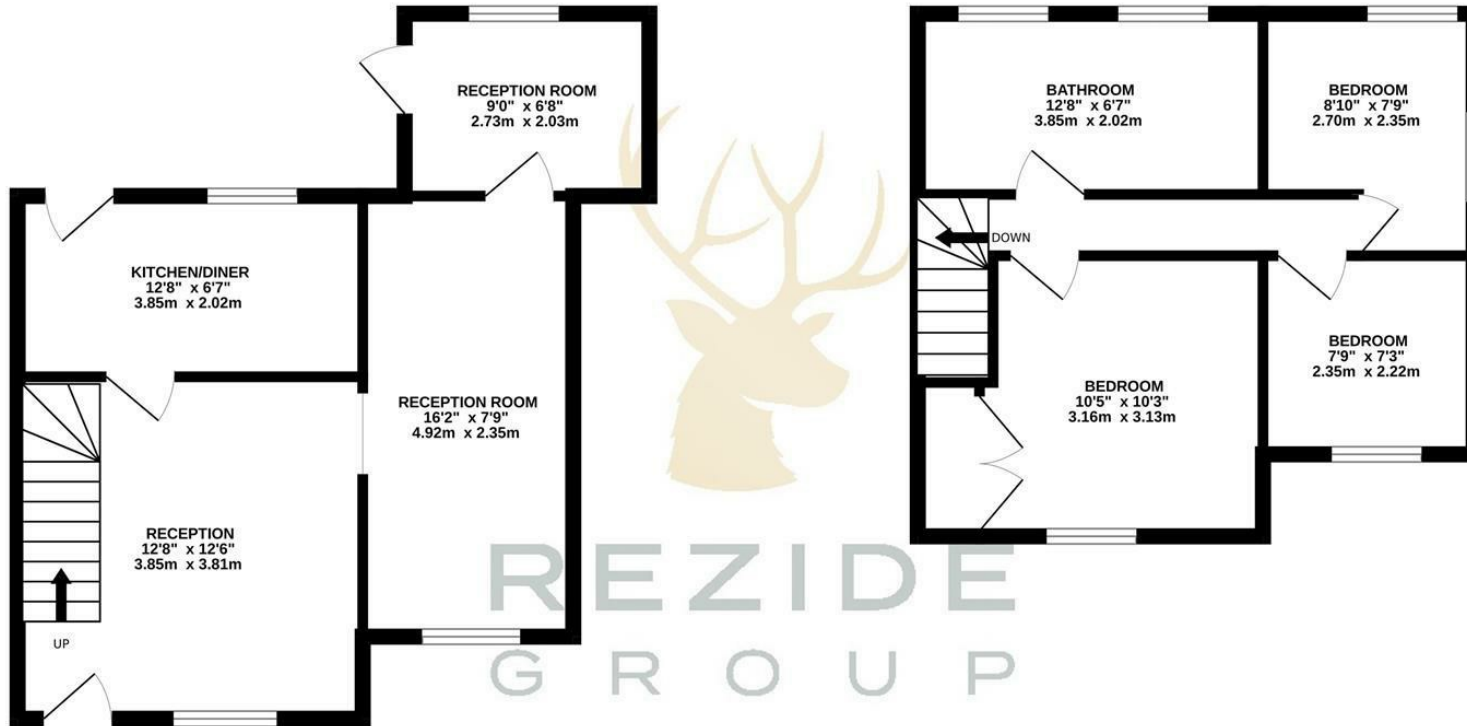 RECEPTION ROOM
9'0" x 6'8"
2.73m x 2.03m
KITCHEN/DINER
12'8" x 6'7"
3.85m x 2.02m
RECEPTION ROOM
16'2" x 7'9"
4.92m x 2.35m
RECEPTION
12'8" x 12'6"
3.85m x 3.81m
UP
BATHROOM
12'8" x 6'7"
3.85m x 2.02m
BEDROOM
8'10" x 7'9"
2.70m x 2.35m
DOWN
BEDROOM
7'9" x 7'3"
2.35m x 2.22m
BEDROOM
10'5" x 10'3"
3.16m x 3.13m
REZIDE
GROUP